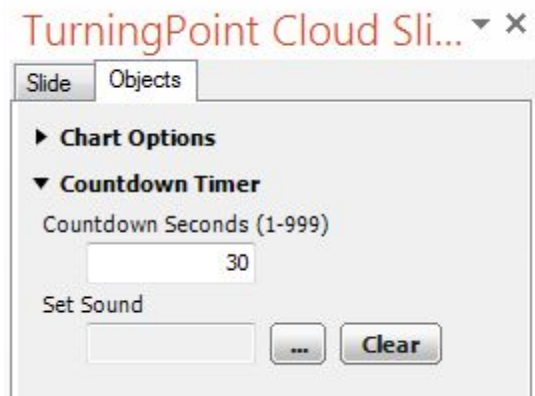 TurningPoint Cloud Sli...
Slide Objects
Chart Options
Countdown Timer
Countdown Seconds (1-999)
30
Set Sound
... Clear